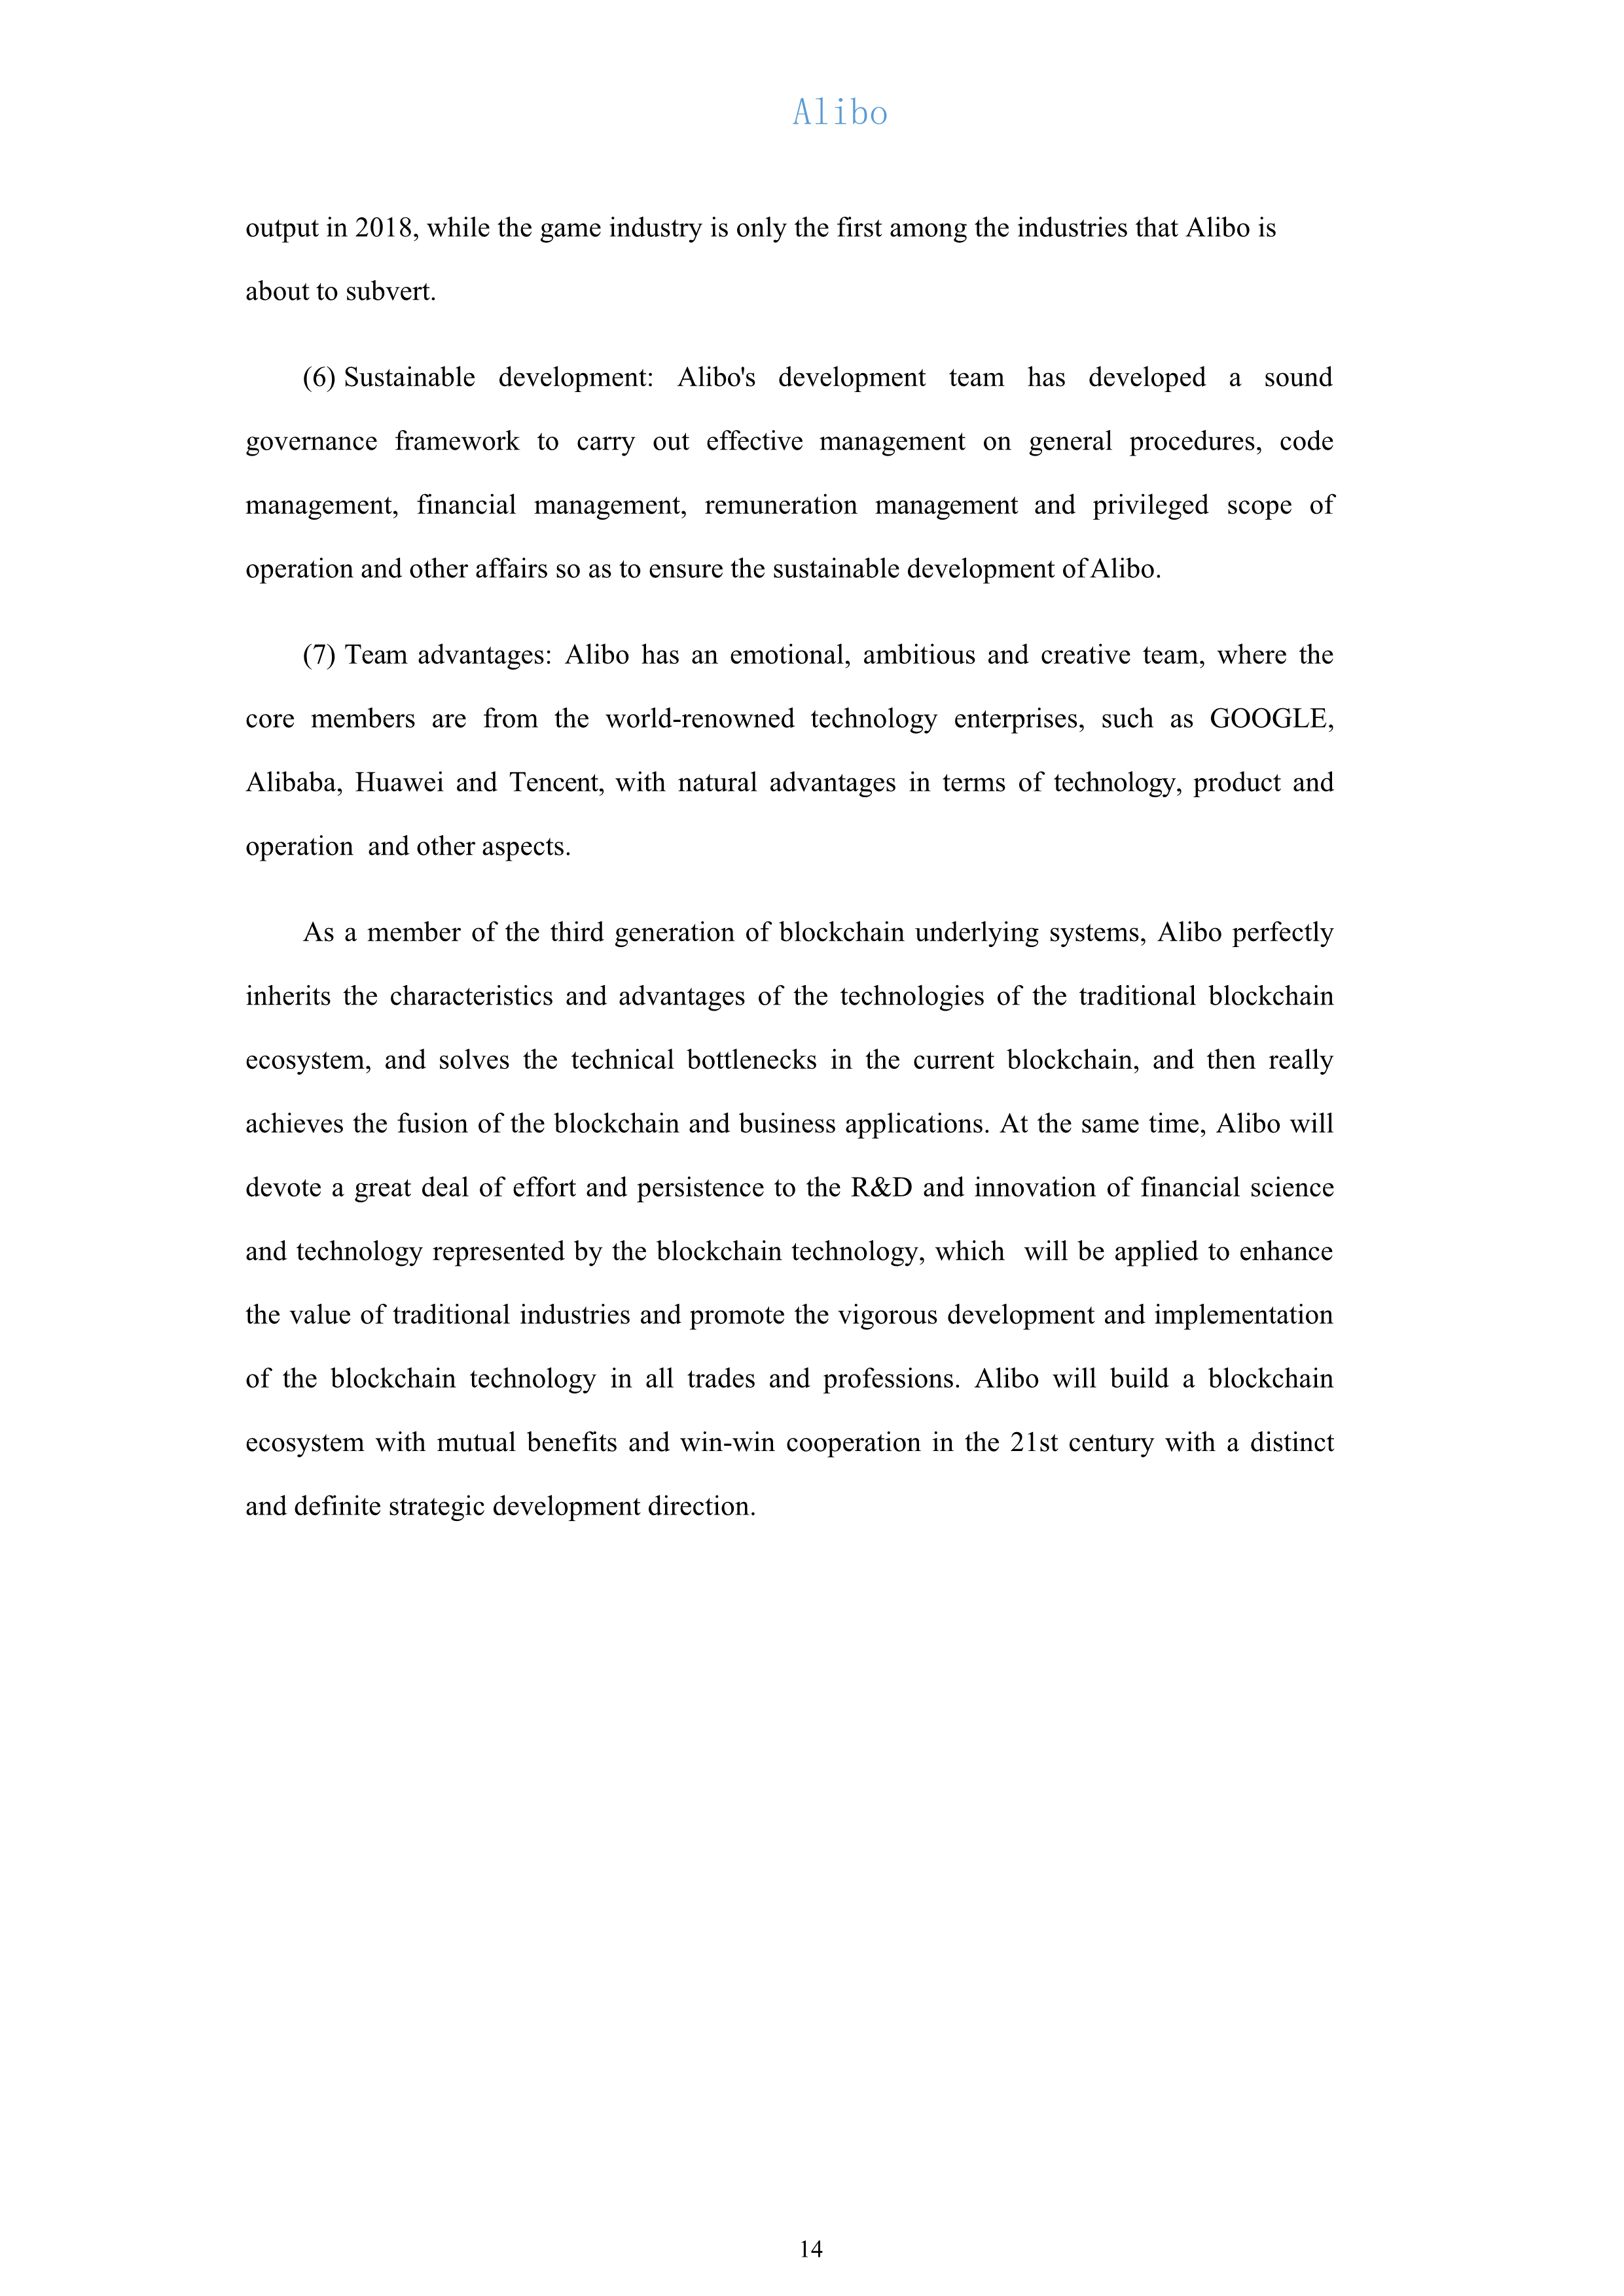 Alibo
output in 2018, while the game industry is only the first among the industries that Alibo is
about to subvert.
(6) Sustainable development: Alibo's development team has developed a sound
governance framework to carry out effective management on general procedures, code
management, financial management, remuneration management and privileged scope of
operation and other affairs so as to ensure the sustainable development of Alibo.
(7) Team advantages: Alibo has an emotional, ambitious and creative team, where the
core members are from the world-renowned technology enterprises, such as GOOGLE,
Alibaba, Huawei and Tencent, with natural advantages in terms of technology, product and
operation and other aspects.
As a member of the third generation of blockchain underlying systems, Alibo perfectly
inherits the characteristics and advantages of the technologies of the traditional blockchain
ecosystem, and solves the technical bottlenecks in the current blockchain, and then really
achieves the fusion of the blockchain and business applications. At the same time, Alibo will
devote a great deal of effort and persistence to the R&D and innovation of financial science
and technology represented by the blockchain technology, which will be applied to enhance
the value of traditional industries and promote the vigorous development and implementation
of the blockchain technology in all trades and professions. Alibo will build a blockchain
ecosystem with mutual benefits and win-win cooperation in the 21st century with a distinct
and definite strategic development direction.
14